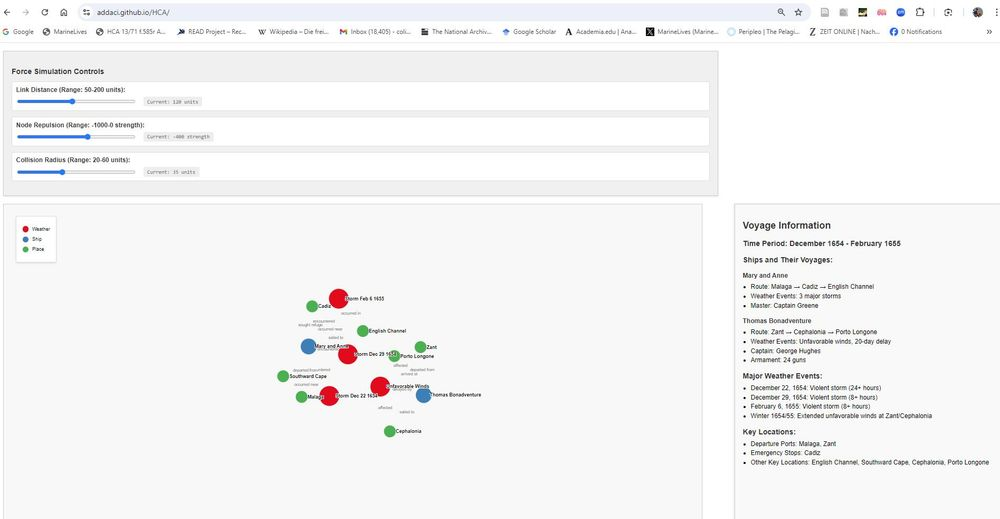 addaci.github.io/HCA/
Google
MarineLives
HCA 13/71 f.585r A...
READ Project – Rec...
Wikipedia – Die frei...
Inbox (18,405) - coli...
The National Archiv...
Google Scholar
Academia.edu | Ana...
MarineLives (Marine...
Peripleo | The Pelagi...
ZEIT ONLINE | Nach...
0 Notifications
»
Force Simulation Controls
Link Distance (Range: 50-200 units):
Current: 120 units
Node Repulsion (Range: -1000-0 strength):
Current: -400 strength
Collision Radius (Range: 20-60 units):
Current: 35 units
Weather
Ship
Place
Storm Feb 6 1655
Cadiz
occurred in
encountered
sought refuge
occurred near
English Channel
sailed to
Mary and Anne
Zant
Storm Dec 29 1654
Porto Longone
departed from
arrived at
departed from
Southward Cape
occurred near
Unfavorable Winds
Malaga
Storm Dec 22 1654
Thomas Bonadventure
affected
sailed to
Cephalonia
Voyage Information
Time Period: December 1654 - February 1655
Ships and Their Voyages:
Mary and Anne
• Route: Malaga → Cadiz → English Channel
• Weather Events: 3 major storms
• Master: Captain Greene
Thomas Bonadventure
• Route: Zant → Cephalonia → Porto Longone
• Weather Events: Unfavorable winds, 20-day delay
• Captain: George Hughes
• Armament: 24 guns
Major Weather Events:
• December 22, 1654: Violent storm (24+ hours)
• December 29, 1654: Violent storm (8+ hours)
• February 6, 1655: Violent storm (8+ hours)
• Winter 1654/55: Extended unfavorable winds at Zant/Cephalonia
Key Locations:
• Departure Ports: Malaga, Zant
• Emergency Stops: Cadiz
• Other Key Locations: English Channel, Southward Cape, Cephalonia, Porto Longone